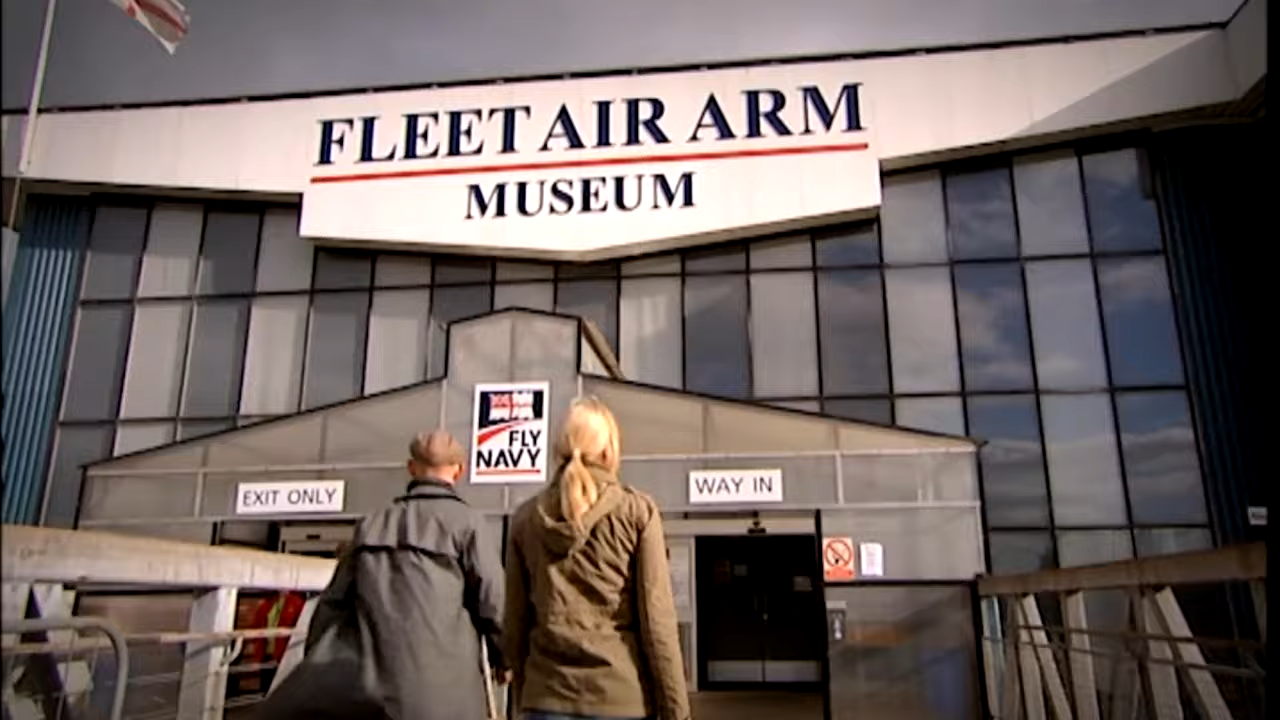 FLEET AIR ARM
MUSEUM
FLY
NAVY
EXIT ONLY
WAY IN